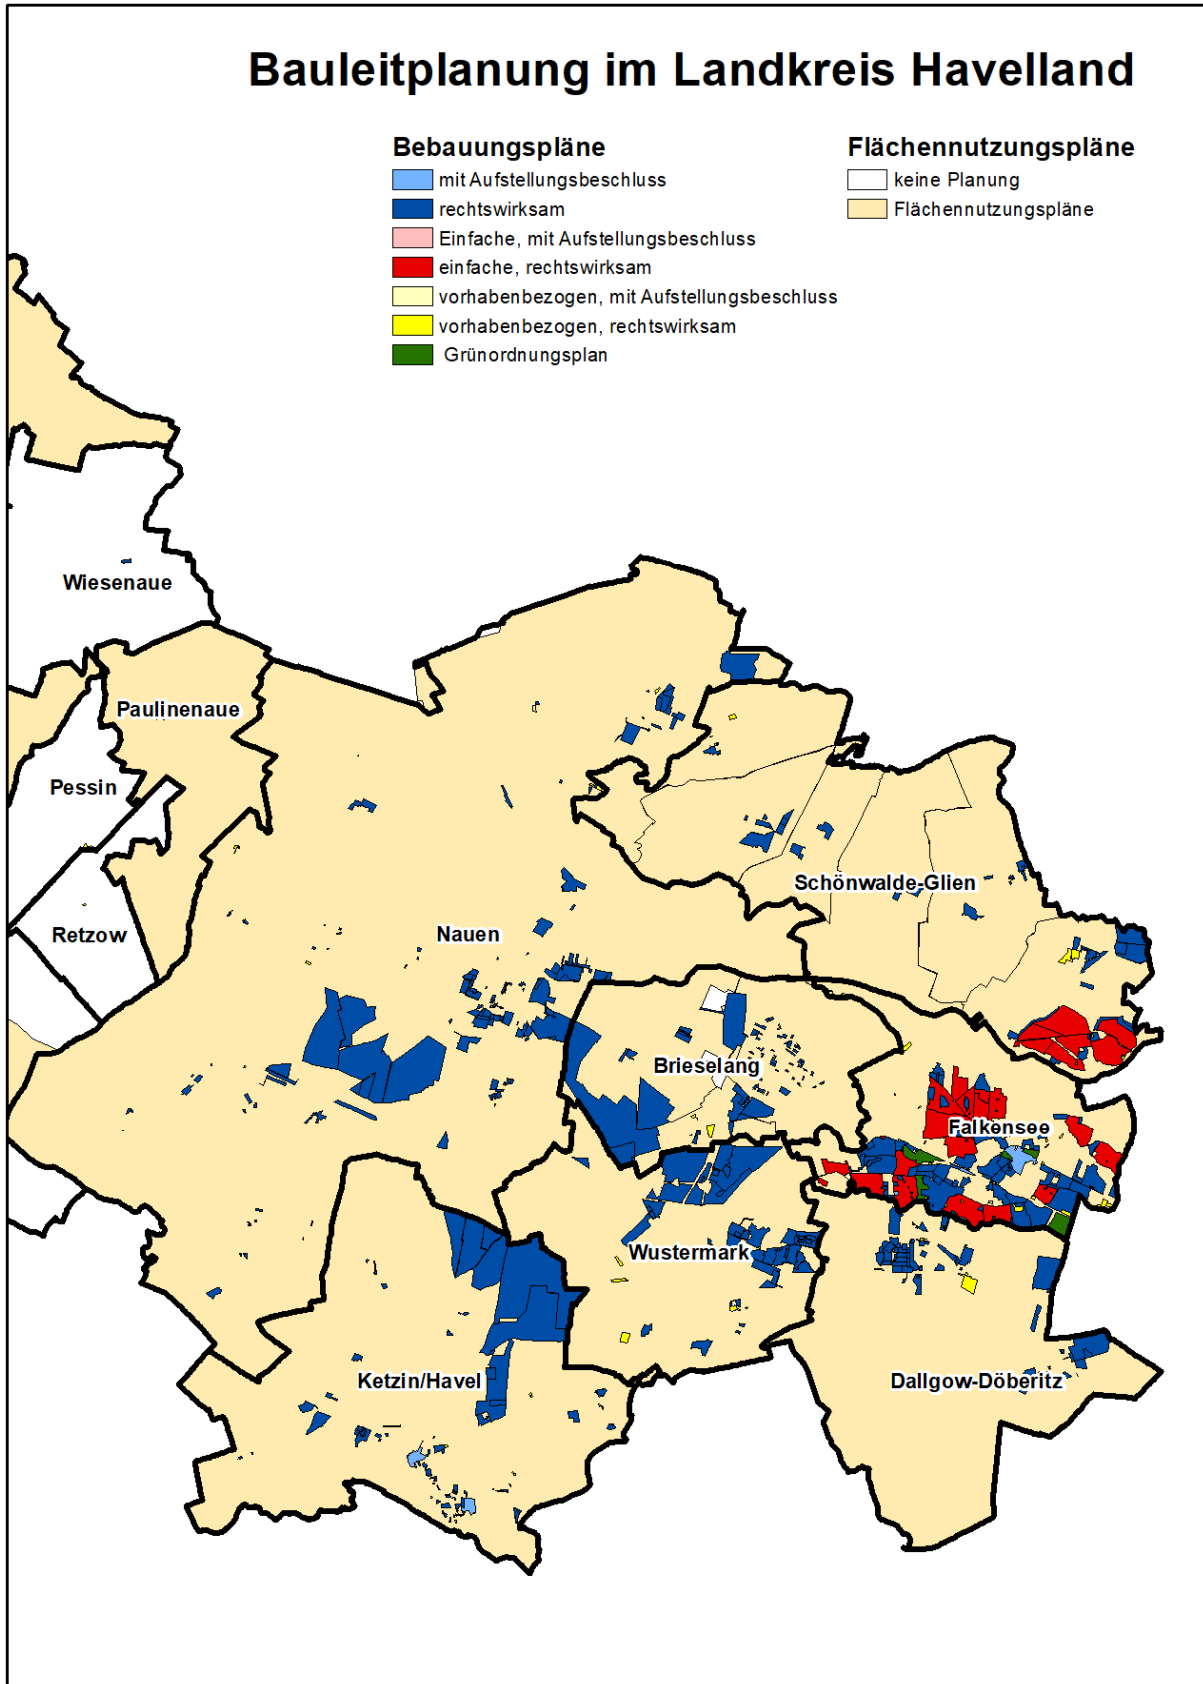 Bauleitplanung im Landkreis Havelland
Bebauungspläne
mit Aufstellungsbeschluss
rechtswirksam
Einfache, mit Aufstellungsbeschluss
einfache, rechtswirksam
vorhabenbezogen, mit Aufstellungsbeschluss
vorhabenbezogen, rechtswirksam
Grünordnungsplan
Flächennutzungspläne
keine Planung
Flächennutzungspläne
Wiesenaue
Paulinenaue
Pessin
Schönwalde-Glien
Retzow
Nauen
Brieselang
Falkensee
Wustermark
Ketzin/Havel
Dallgow-Döberitz